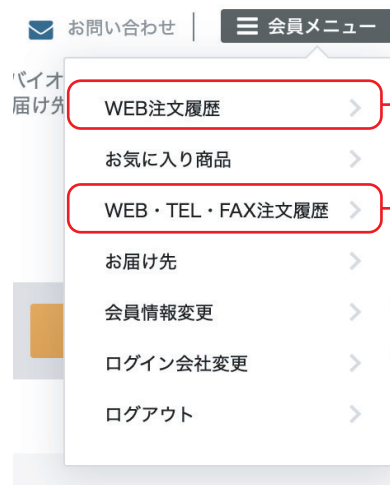 お問い合わせ
会員メニュー
バイオ
届け先
WEB注文履歴
お気に入り商品
WEB・TEL・FAX注文履歴
お届け先
会員情報変更
ログイン会社変更
ログアウト